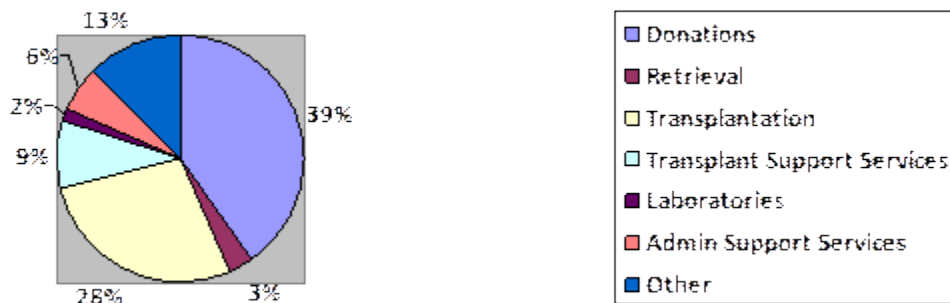 13%
6%
2%
9%
28%
3%
39%
Donations
Retrieval
Transplantation
Transplant Support Services
Laboratories
Admin Support Services
Other